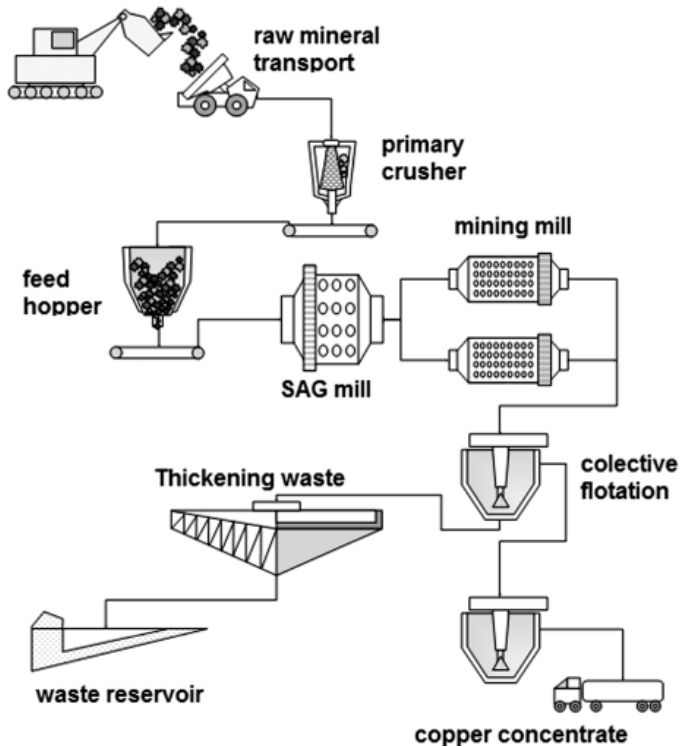 raw mineral
transport
primary
crusher
mining mill
feed
hopper
SAG mill
Thickening waste
colective
flotation
waste reservoir
copper concentrate